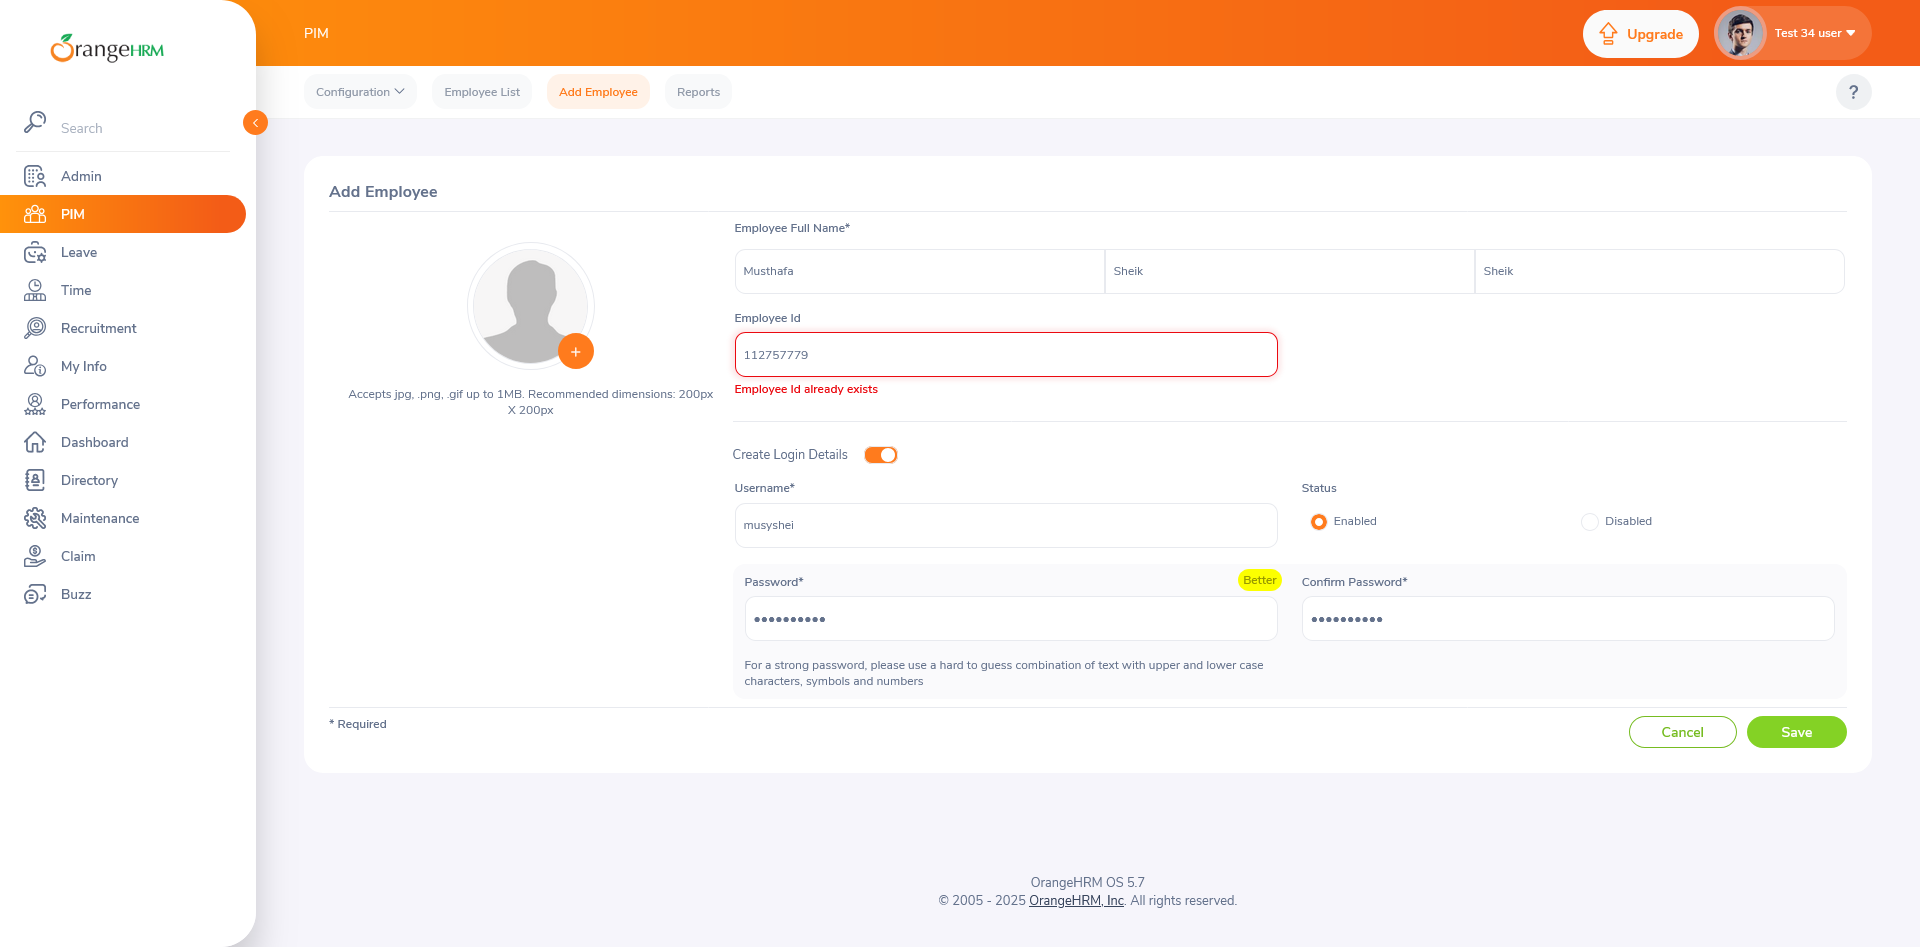 PIM
Upgrade
Test 34 user
OrangeHRM
Configuration
Employee List
Add Employee
Reports
?
Search
Admin
PIM
Leave
Time
Recruitment
My Info
Performance
Dashboard
Directory
Maintenance
Claim
Buzz
Add Employee
Accepts jpg, .png, .gif up to 1MB. Recommended dimensions: 200px
X 200px
Employee Full Name*
Musthafa
Sheik
Sheik
Employee Id
112757779
Employee Id already exists
Create Login Details
Username*
musyshei
Status
Enabled
Disabled
Password*
Better
••••••••••
For a strong password, please use a hard to guess combination of text with upper and lower case
characters, symbols and numbers
Confirm Password*
••••••••••
* Required
Cancel
Save
OrangeHRM OS 5.7
© 2005 - 2025 OrangeHRM, Inc. All rights reserved.